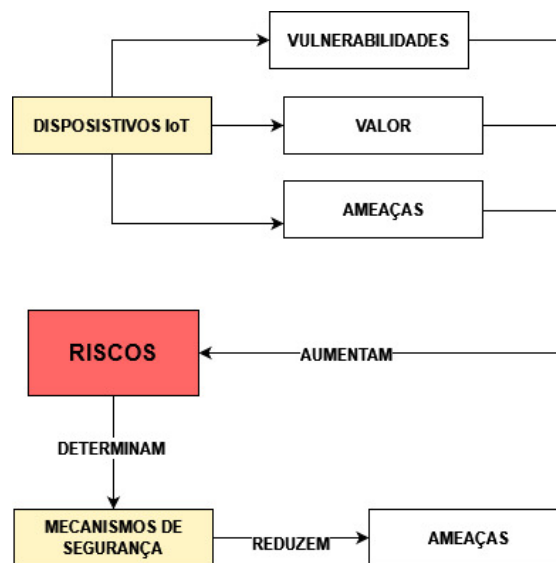 VULNERABILIDADES
DISPOSISTIVOS IoT
VALOR
AMEAÇAS
RISCOS
AUMENTAM
DETERMINAM
MECANISMOS DE
SEGURANÇA
REDUZEM
AMEAÇAS